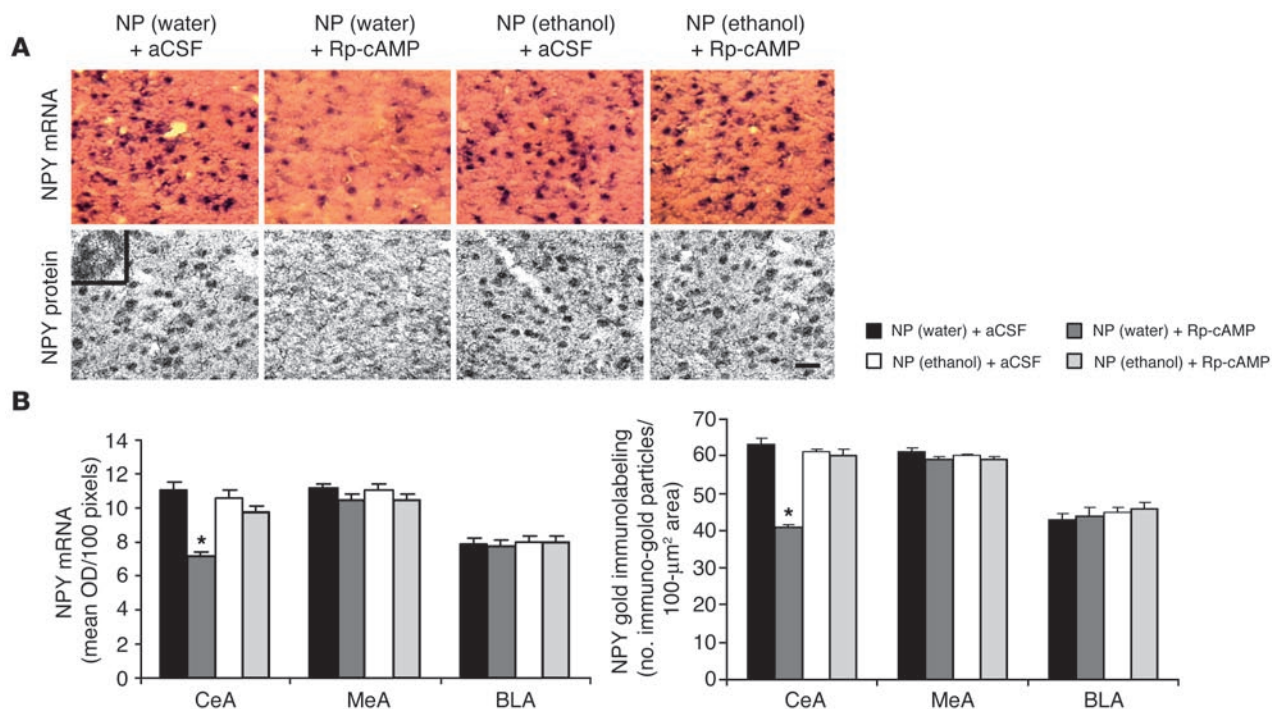 A
NP (water)
+ aCSF
NP (water)
+ Rp-cAMP
NP (ethanol)
+ aCSF
NP (ethanol)
+ Rp-cAMP
NPY mRNA
NPY protein
NP (water) + aCSF
NP (water) + Rp-cAMP
NP (ethanol) + aCSF
NP (ethanol) + Rp-cAMP
B
NPY mRNA
(mean OD/100 pixels)
14
12
10
8
6
4
2
0
*
CeA
MeA
BLA
NPY gold immunolabeling
(no. immuno-gold particles/
100-μm² area)
70
60
50
40
30
20
10
0
*
CeA
MeA
BLA